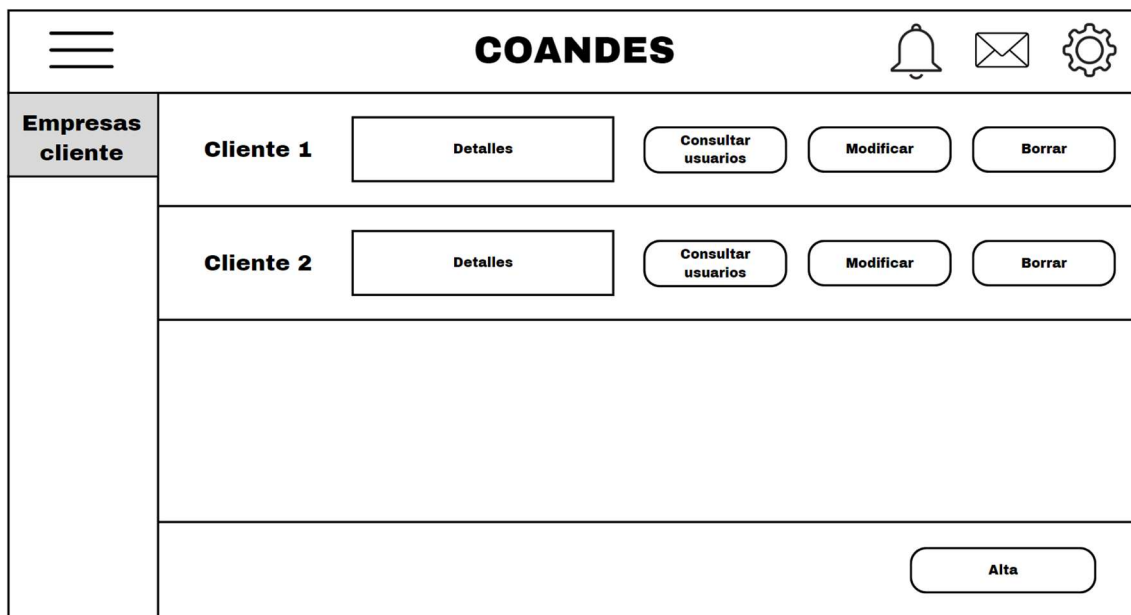 COANDES
Empresas
cliente
Cliente 1
Detalles
Consultar
usuarios
Modificar
Borrar
Cliente 2
Detalles
Consultar
usuarios
Modificar
Borrar
Alta